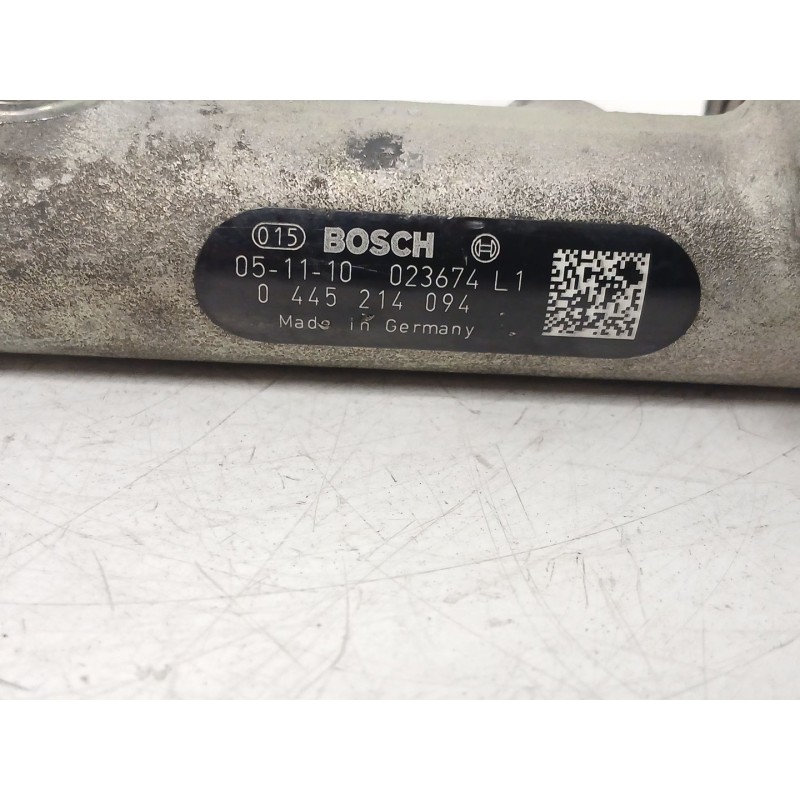 015 BOSCH
05-11-10 023674 L1
0 445 214 094
Made in Germany